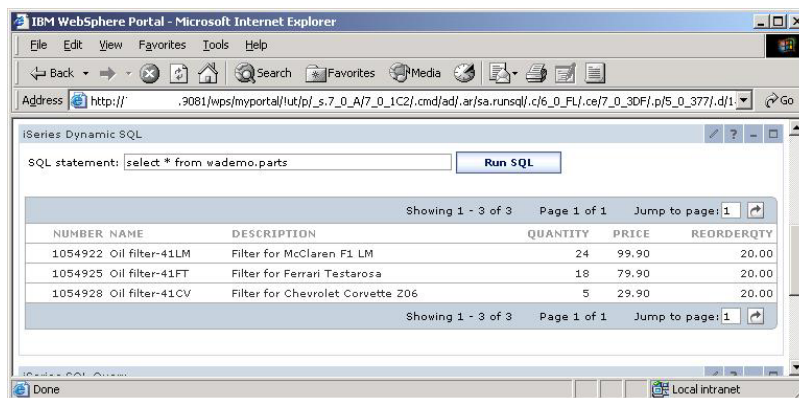 IBM WebSphere Portal - Microsoft Internet Explorer
File Edit View Favorites Tools Help
Back Search Favorites Media
Address http://' .9081/wps/myportal/!ut/p/_s.7_0_A/7_0_1C2/.cmd/ad/.ar/sa.runsql/.c/6_0_FL/.ce/7_0_3DF/.p/5_0_377/.d/1 Go
iSeries Dynamic SQL
SQL statement: select * from wademo.parts Run SQL
Showing 1 - 3 of 3 Page 1 of 1 Jump to page: 1
NUMBER NAME DESCRIPTION QUANTITY PRICE REORDERQTY
1054922 Oil filter-41LM Filter for McClaren F1 LM 24 99.90 20.00
1054925 Oil filter-41FT Filter for Ferrari Testarosa 18 79.90 20.00
1054928 Oil filter-41CV Filter for Chevrolet Corvette Z06 5 29.90 20.00
Showing 1 - 3 of 3 Page 1 of 1 Jump to page: 1
Done Local intranet